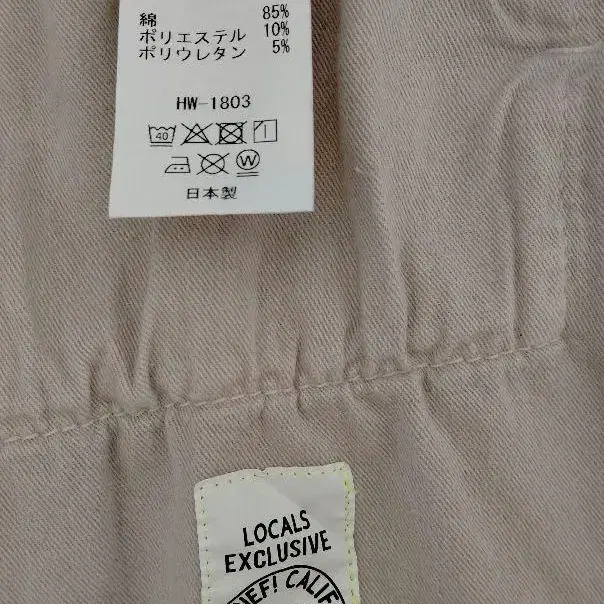 綿 85%
ポリエステル 10%
ポリウレタン 5%
HW-1803
40
日本製
LOCALS
EXCLUSIVE